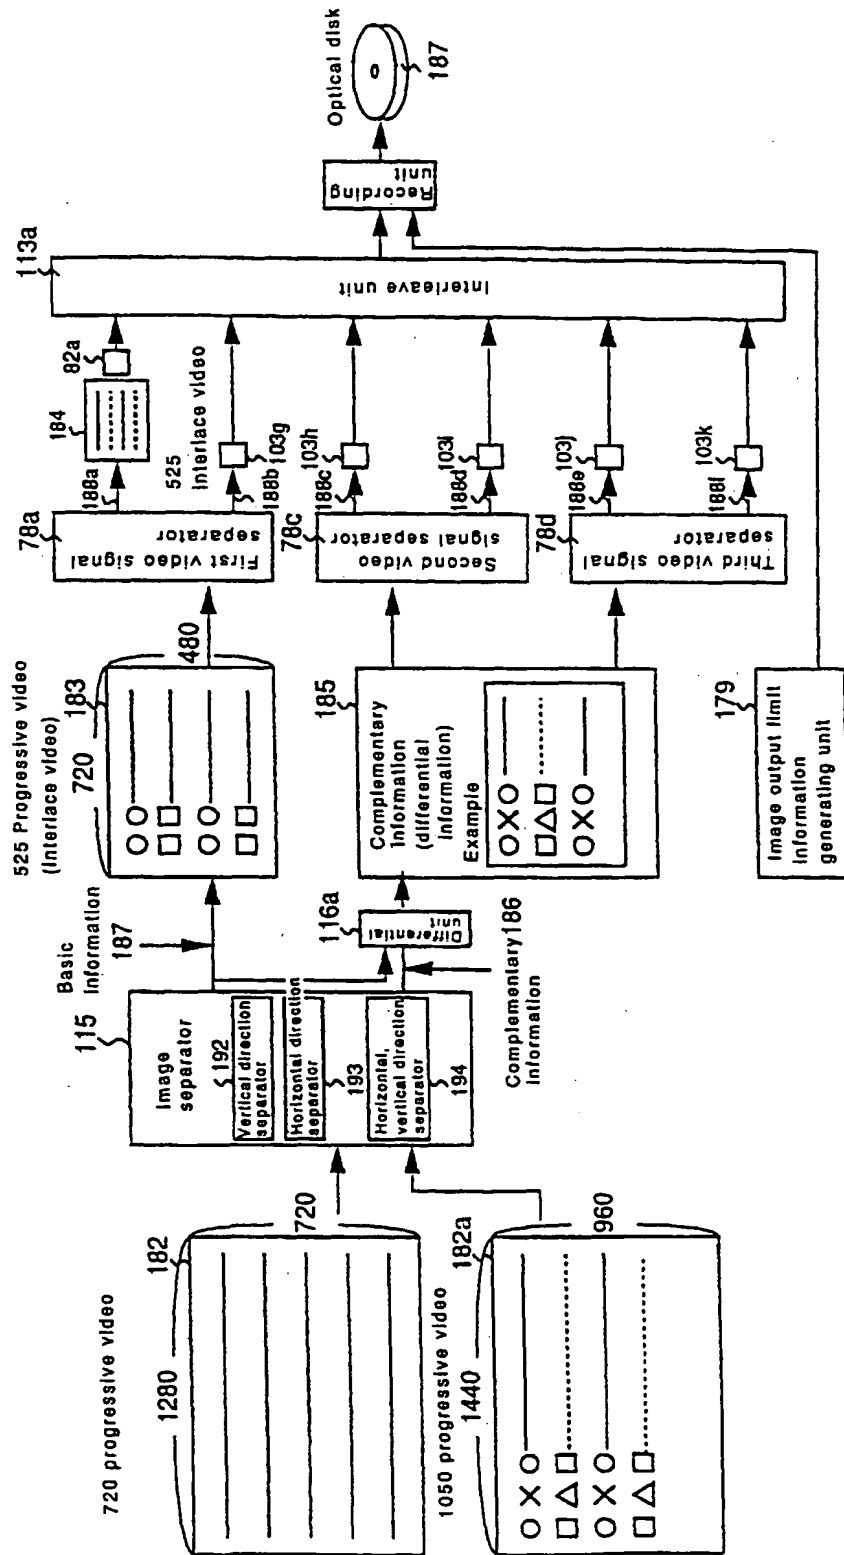 720 progressive video
1280
182
720
1050 progressive video
1440
182a
960
115
Image
separator
192
Vertical direction
separator
Horizontal direction
separator
193
Horizontal,
vertical direction
separator
194
Basic
Information
187
Complementary186
Information
116a
Differential
unit
525 Progressive video
(Interlace video)
720
183
480
185
Complementary
Information
(differential
Information)
Example
179
Image output limit
Information
generating unit
78a
First video signal
separator
78c
Second video
signal separator
78d
Third video signal
separator
188a
184
82a
188b
525
Interlace video
103g
188c
103h
188d
103i
188e
103j
188f
103k
113a
Interleave unit
Recording
unit
Optical disk
187